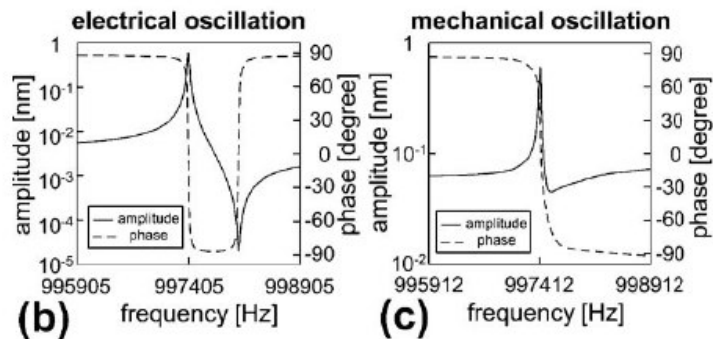 electrical oscillation
1
10-1
10-2
10-3
10-4
10-5
amplitude [nm]
90
60
30
0
-30
-60
-90
phase [degree]
amplitude
phase
995905 997405 998905
frequency [Hz]
(b)
mechanical oscillation
1
10-1
10-2
amplitude [nm]
90
60
30
0
-30
-60
-90
phase [degree]
amplitude
phase
995912 997412 998912
frequency [Hz]
(c)